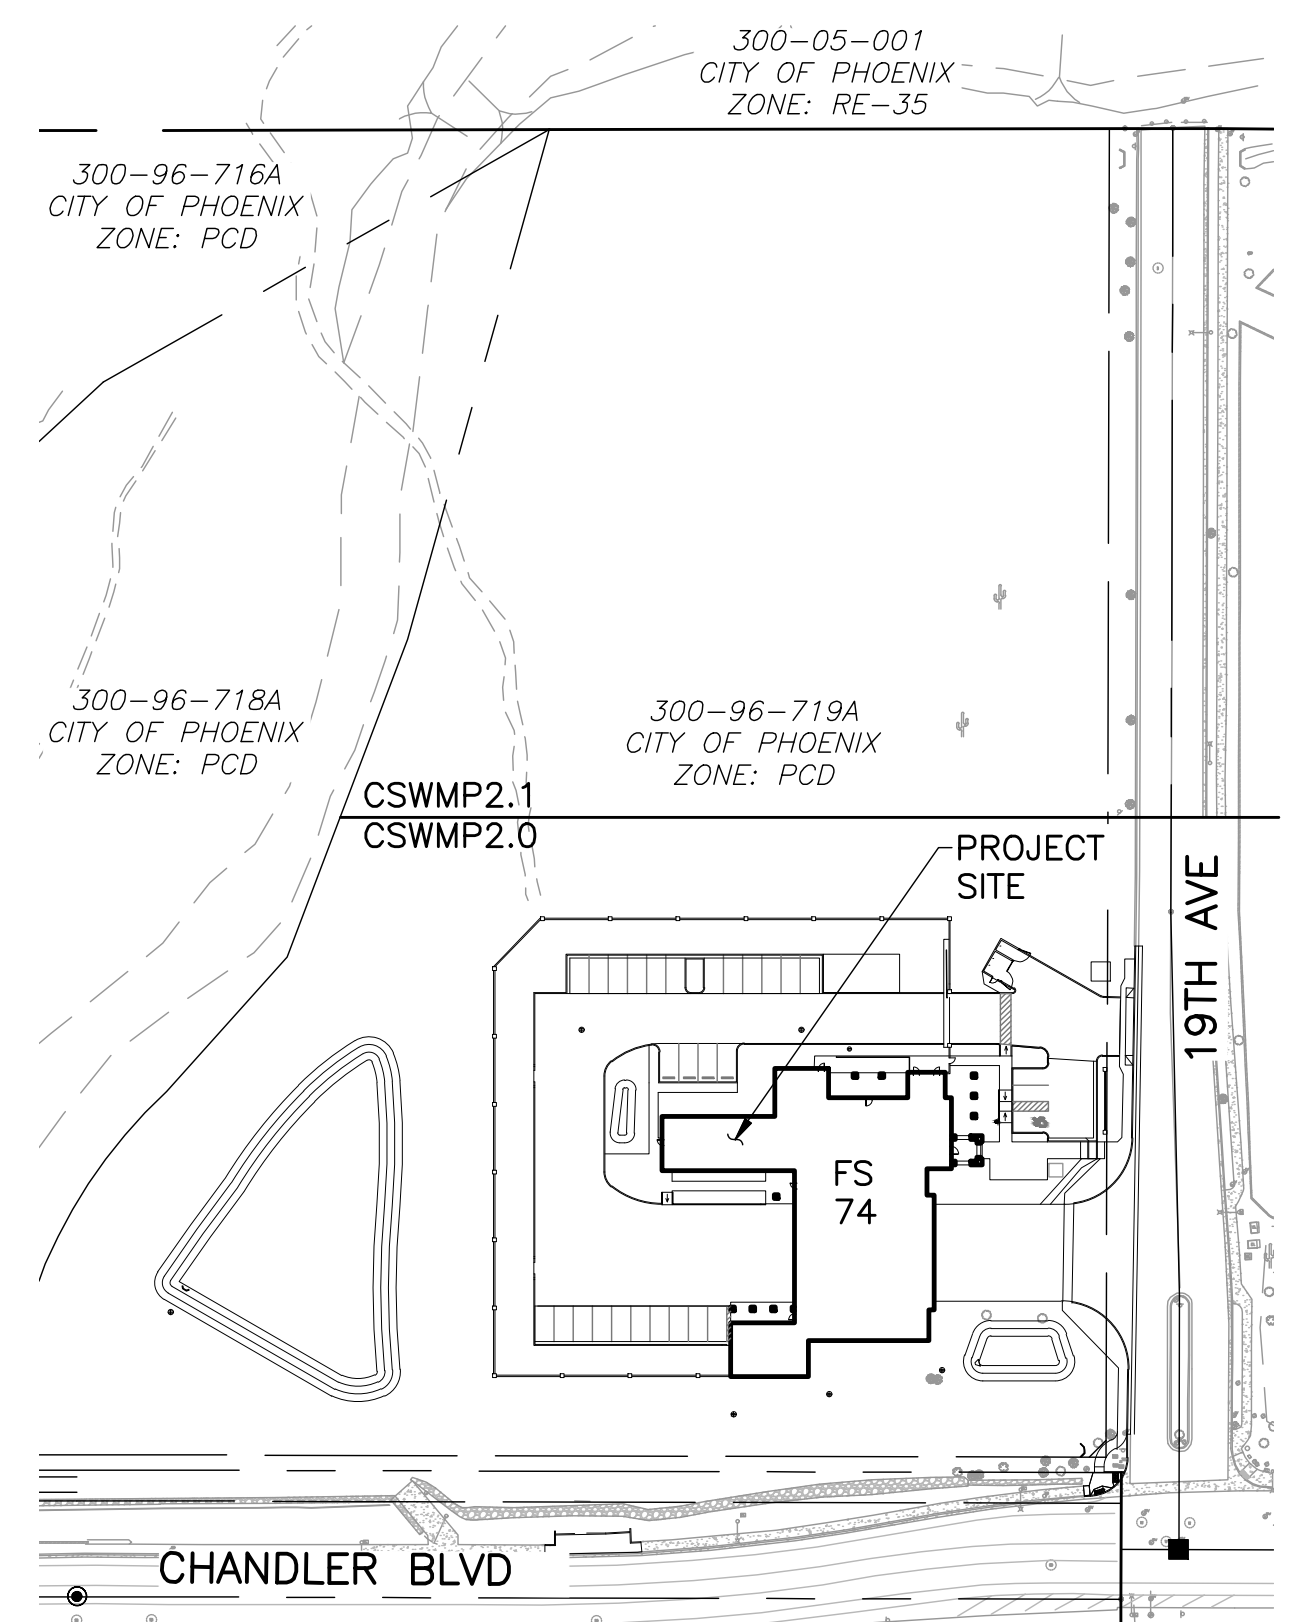 300-05-001
CITY OF PHOENIX
ZONE: RE-35
300-96-716A
CITY OF PHOENIX
ZONE: PCD
300-96-718A
CITY OF PHOENIX
ZONE: PCD
300-96-719A
CITY OF PHOENIX
ZONE: PCD
CSWMP2.1
CSWMP2.0
PROJECT
SITE
19TH AVE
FS
74
CHANDLER BLVD